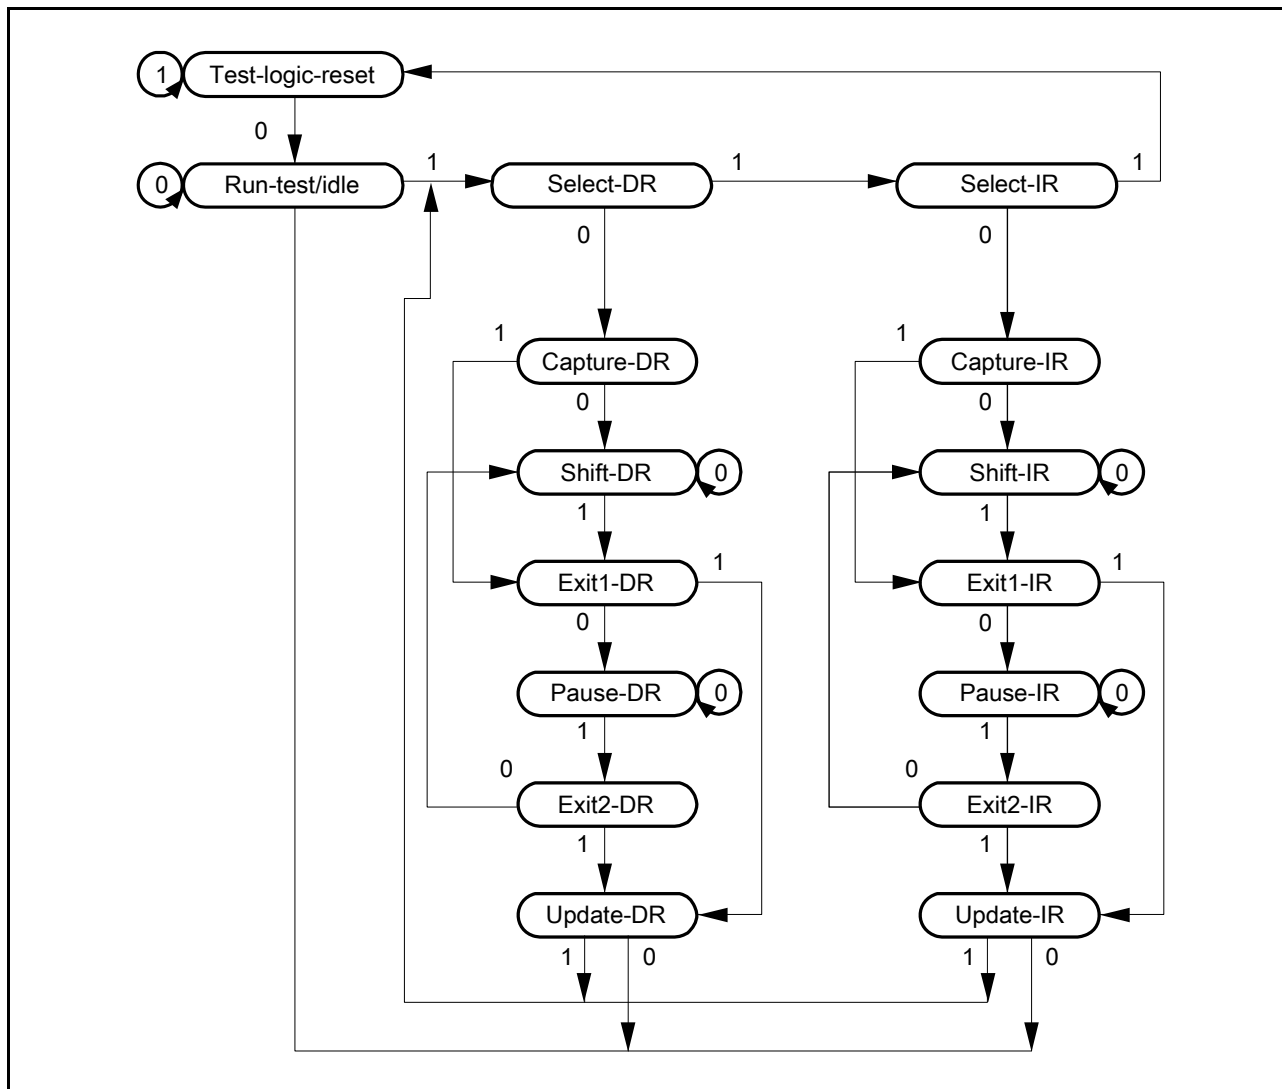 1 Test-logic-reset
0
0 Run-test/idle 1 Select-DR 1 Select-IR 1
0 0
1 1
Capture-DR Capture-IR
0 0
Shift-DR 0 Shift-IR 0
1 1
1 1
Exit1-DR Exit1-IR
0 0
Pause-DR 0 Pause-IR 0
1 1
0 0
Exit2-DR Exit2-IR
1 1
Update-DR Update-IR
1 0 1 0